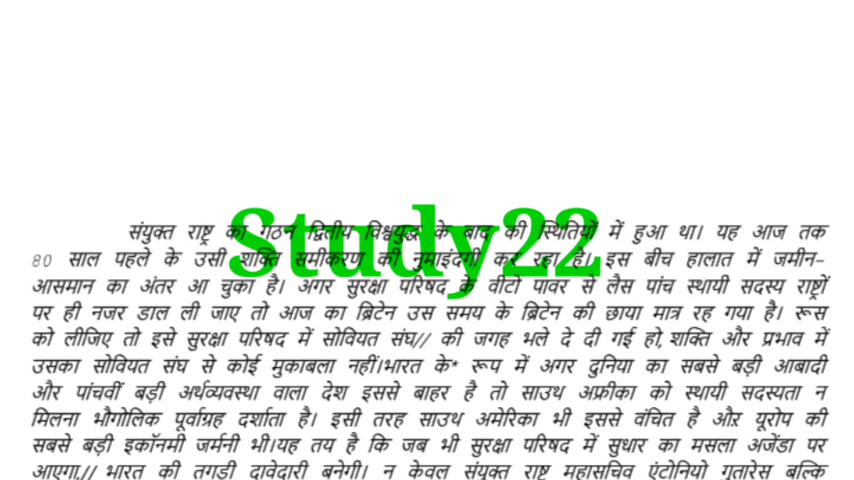 Study22
संयुक्त राष्ट्र का गठन द्वितीय विश्वयुद्ध के बाद की स्थितियों में हुआ था। यह आज तक
80 साल पहले के उसी शक्ति समीकरण की नुमाइंदगी कर रहा है। इस बीच हालात में जमीन-
आसमान का अंतर आ चुका है। अगर सुरक्षा परिषद के वीटो पावर से लैस पांच स्थायी सदस्य राष्ट्रों
पर ही नजर डाल ली जाए तो आज का ब्रिटेन उस समय के ब्रिटेन की छाया मात्र रह गया है। रूस
को लीजिए तो इसे सुरक्षा परिषद में सोवियत संघ// की जगह भले दे दी गई हो, शक्ति और प्रभाव में
उसका सोवियत संघ से कोई मुकाबला नहीं।भारत के* रूप में अगर दुनिया का सबसे बड़ी आबादी
और पांचवीं बड़ी अर्थव्यवस्था वाला देश इससे बाहर है तो साउथ अफ्रीका को स्थायी सदस्यता न
मिलना भौगोलिक पूर्वाग्रह दर्शाता है। इसी तरह साउथ अमेरिका भी इससे वंचित है औऱ यूरोप की
सबसे बड़ी इकॉनमी जर्मनी भी।यह तय है कि जब भी सुरक्षा परिषद में सुधार का मसला अजेंडा पर
आएगा,// भारत की तगड़ी दावेदारी बनेगी। न केवल संयुक्त राष्ट्र महासचिव एंटोनियो गुतारेस बल्कि